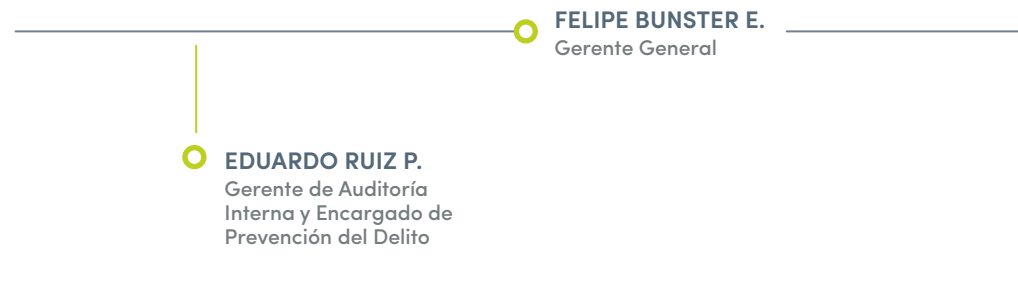 FELIPE BUNSTER E.
Gerente General
EDUARDO RUIZ P.
Gerente de Auditoría
Interna y Encargado de
Prevención del Delito